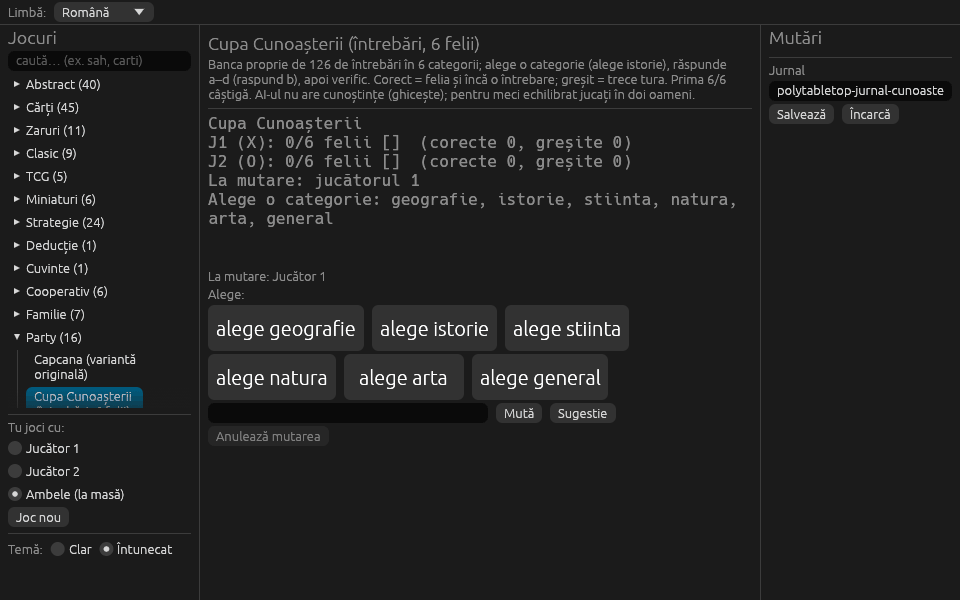 Limbă: Română
Jocuri
caută... (ex. sah, carti)
Abstract (40)
Cărți (45)
Zaruri (11)
Clasic (9)
TCG (5)
Miniaturi (6)
Strategie (24)
Deducție (1)
Cuvinte (1)
Cooperativ (6)
Familie (7)
Party (16)
Capcana (variantă
originală)
Cupa Cunoașterii
Tu joci cu:
Jucător 1
Jucător 2
Ambele (la masă)
Joc nou
Temă: Clar Întunecat
Cupa Cunoașterii (întrebări, 6 felii)
Banca proprie de 126 de întrebări în 6 categorii; alege o categorie (alege istorie), răspunde
a–d (raspund b), apoi verific. Corect = felia și încă o întrebare; greșit = trece tura. Prima 6/6
câștigă. AI-ul nu are cunoștințe (ghicește); pentru meci echilibrat jucați în doi oameni.
Cupa Cunoașterii
J1 (X): 0/6 felii [] (corecte 0, greșite 0)
J2 (O): 0/6 felii [] (corecte 0, greșite 0)
La mutare: jucătorul 1
Alege o categorie: geografie, istorie, stiinta, natura,
arta, general
La mutare: Jucător 1
Alege:
alege geografie alege istorie alege stiinta
alege natura alege arta alege general
Mută Sugestie
Anulează mutarea
Mutări
Jurnal
polytabletop-jurnal-cunoaste
Salvează Încarcă